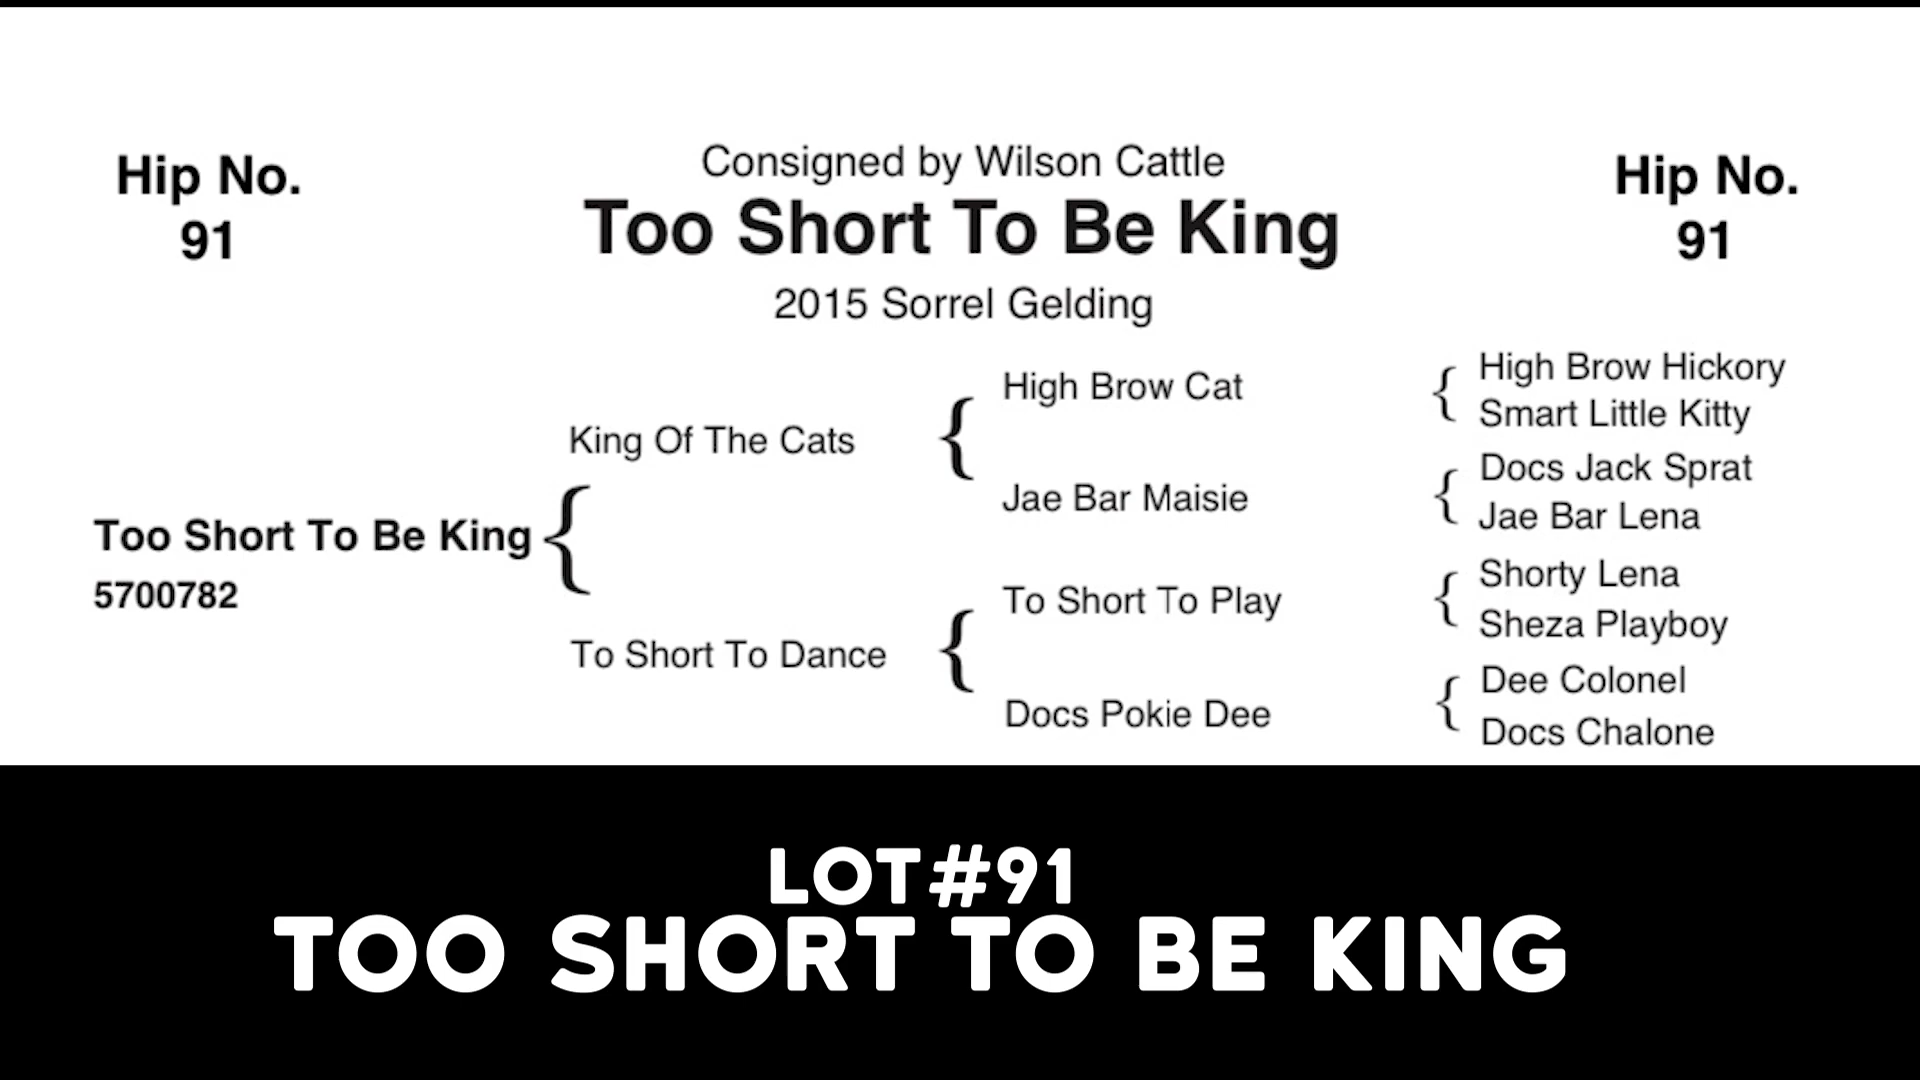 Hip No.
91
Consigned by Wilson Cattle
Too Short To Be King
2015 Sorrel Gelding
Hip No.
91
Too Short To Be King
5700782
King Of The Cats
To Short To Dance
High Brow Cat
Jae Bar Maisie
To Short To Play
Docs Pokie Dee
High Brow Hickory
Smart Little Kitty
Docs Jack Sprat
Jae Bar Lena
Shorty Lena
Sheza Playboy
Dee Colonel
Docs Chalone
LOT#91
TOO SHORT TO BE KING